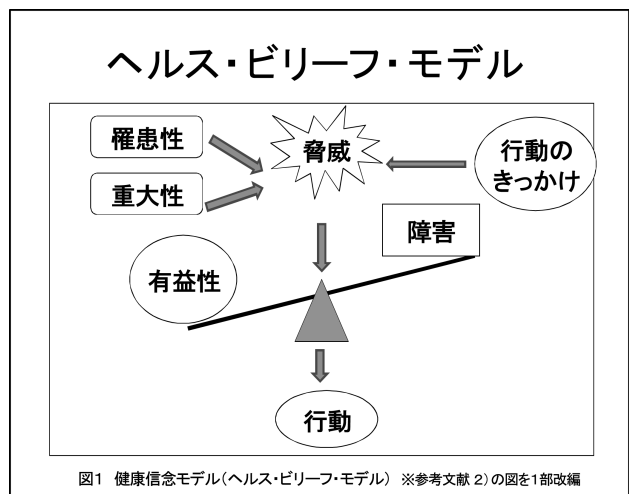 ヘルス・ビリーフ・モデル
罹患性
脅威
行動の
きっかけ
重大性
障害
有益性
行動
図1 健康信念モデル(ヘルス・ビリーフ・モデル) ※参考文献 2)の図を1部改編